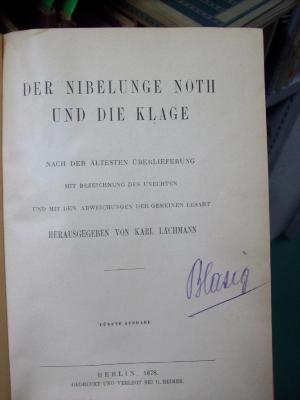 DER NIBELUNGE NOTH
UND DIE KLAGE
NACH DER ÄLTESTEN ÜBERLIEFERUNG
MIT BEZEICHNUNG DES UNECHTEN
UND MIT DEN ABWEICHUNGEN DER GEMEINEN LESART
HERAUSGEGEBEN VON KARL LACHMANN
Blasig
FÜNFTE AUSGABE
BERLIN, 1878.
GEDRUCKT UND VERLEGT BEI G. REIMER.